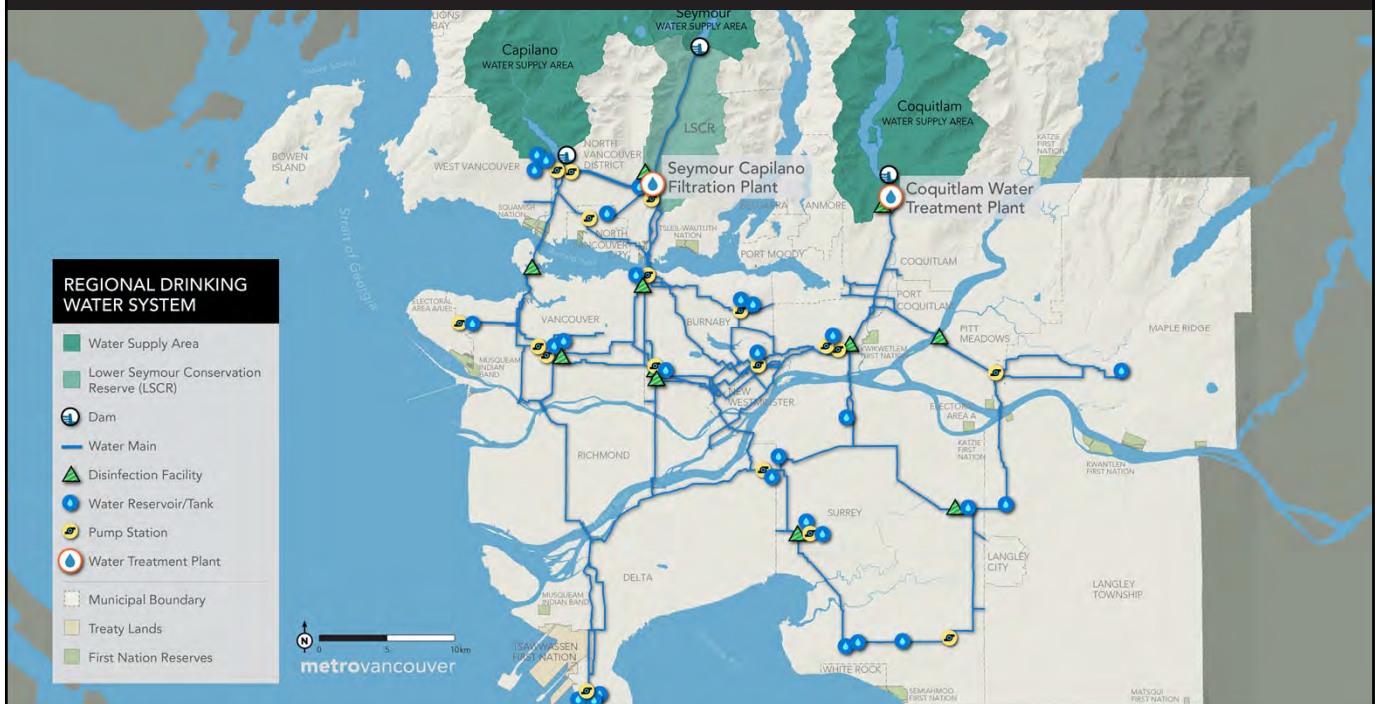 LIONS
BAY
Seymour
WATER SUPPLY AREA
Capilano
WATER SUPPLY AREA
Coquitlam
WATER SUPPLY AREA
LSCR
KATZIE
FIRST
NATION
BOWEN
ISLAND
WEST VANCOUVER
NORTH
VANCOUVER
DISTRICT
Seymour Capilano
Filtration Plant
Coquitlam Water
Treatment Plant
ANMORE
SQUAMISH
NATION
NORTH
VANCOUVER
CITY
TSLEIL-WAUTUTH
NATION
PORT MOODY
COQUITLAM
Strait of Georgia
PORT
COQUITLAM
ELECTORAL
AREA A/UEL
VANCOUVER
BURNABY
PITT
MEADOWS
MAPLE RIDGE
MUSQUEAM
INDIAN
BAND
KWIKWETLEM
FIRST NATION
NEW
WESTMINSTER
ELECTORAL
AREA A
KATZIE
FIRST
NATION
KWANTLEN
FIRST NATION
RICHMOND
SURREY
LANGLEY
CITY
LANGLEY
TOWNSHIP
DELTA
MUSQUEAM
INDIAN BAND
TSAWWASSEN
FIRST NATION
WHITE ROCK
SEMIAHMOO
FIRST NATION
MATSQUI
FIRST NATION
REGIONAL DRINKING
WATER SYSTEM
Water Supply Area
Lower Seymour Conservation
Reserve (LSCR)
Dam
Water Main
Disinfection Facility
Water Reservoir/Tank
Pump Station
Water Treatment Plant
Municipal Boundary
Treaty Lands
First Nation Reserves
N
0 5 10km
metrovancouver